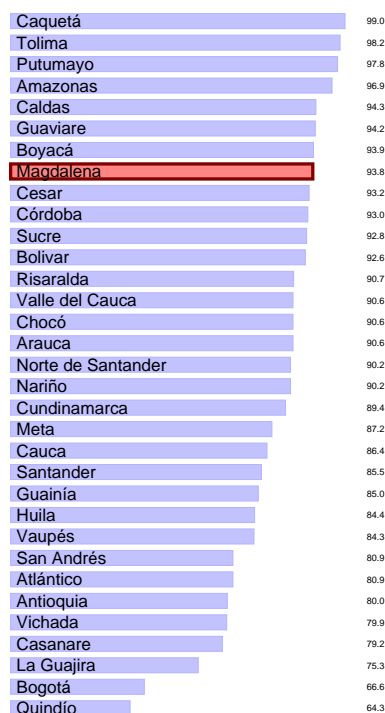 Caquetá 99.0
Tolima 98.2
Putumayo 97.8
Amazonas 96.9
Caldas 94.3
Guaviare 94.2
Boyacá 93.9
Magdalena 93.8
Cesar 93.2
Córdoba 93.0
Sucre 92.8
Bolivar 92.6
Risaralda 90.7
Valle del Cauca 90.6
Chocó 90.6
Arauca 90.6
Norte de Santander 90.2
Nariño 90.2
Cundinamarca 89.4
Meta 87.2
Cauca 86.4
Santander 85.5
Guainía 85.0
Huila 84.4
Vaupés 84.3
San Andrés 80.9
Atlántico 80.9
Antioquia 80.0
Vichada 79.9
Casanare 79.2
La Guajira 75.3
Bogotá 66.6
Quindío 64.3